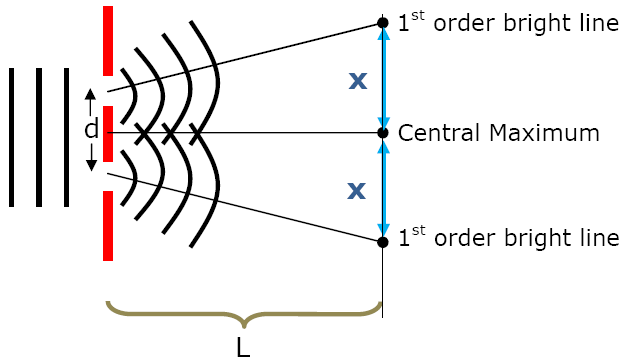 1st order bright line
x
d
Central Maximum
x
1st order bright line
L